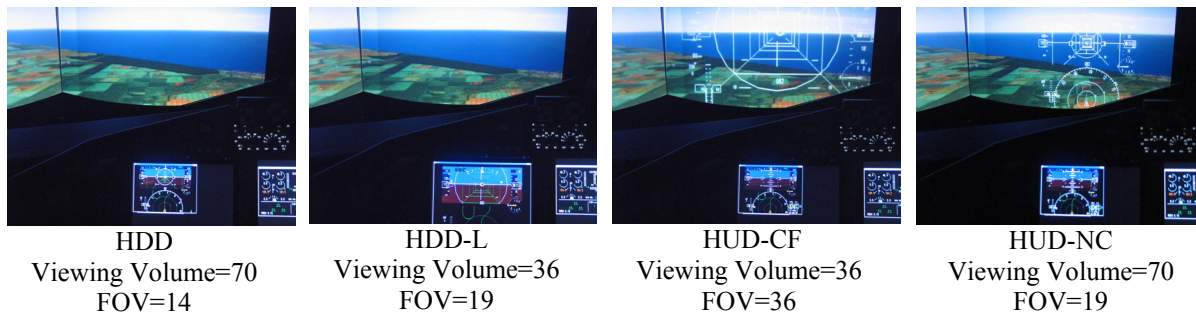 HDD
Viewing Volume=70
FOV=14
HDD-L
Viewing Volume=36
FOV=19
HUD-CF
Viewing Volume=36
FOV=36
HUD-NC
Viewing Volume=70
FOV=19